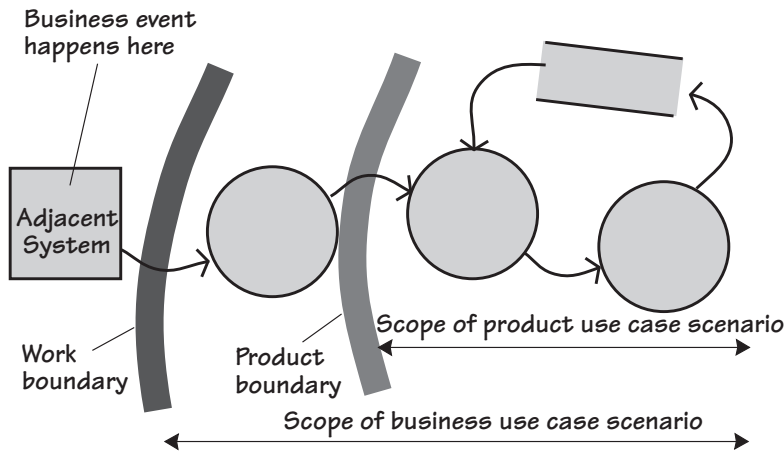 Business event
happens here
Adjacent
System
Work
boundary
Product
boundary
Scope of product use case scenario
Scope of business use case scenario